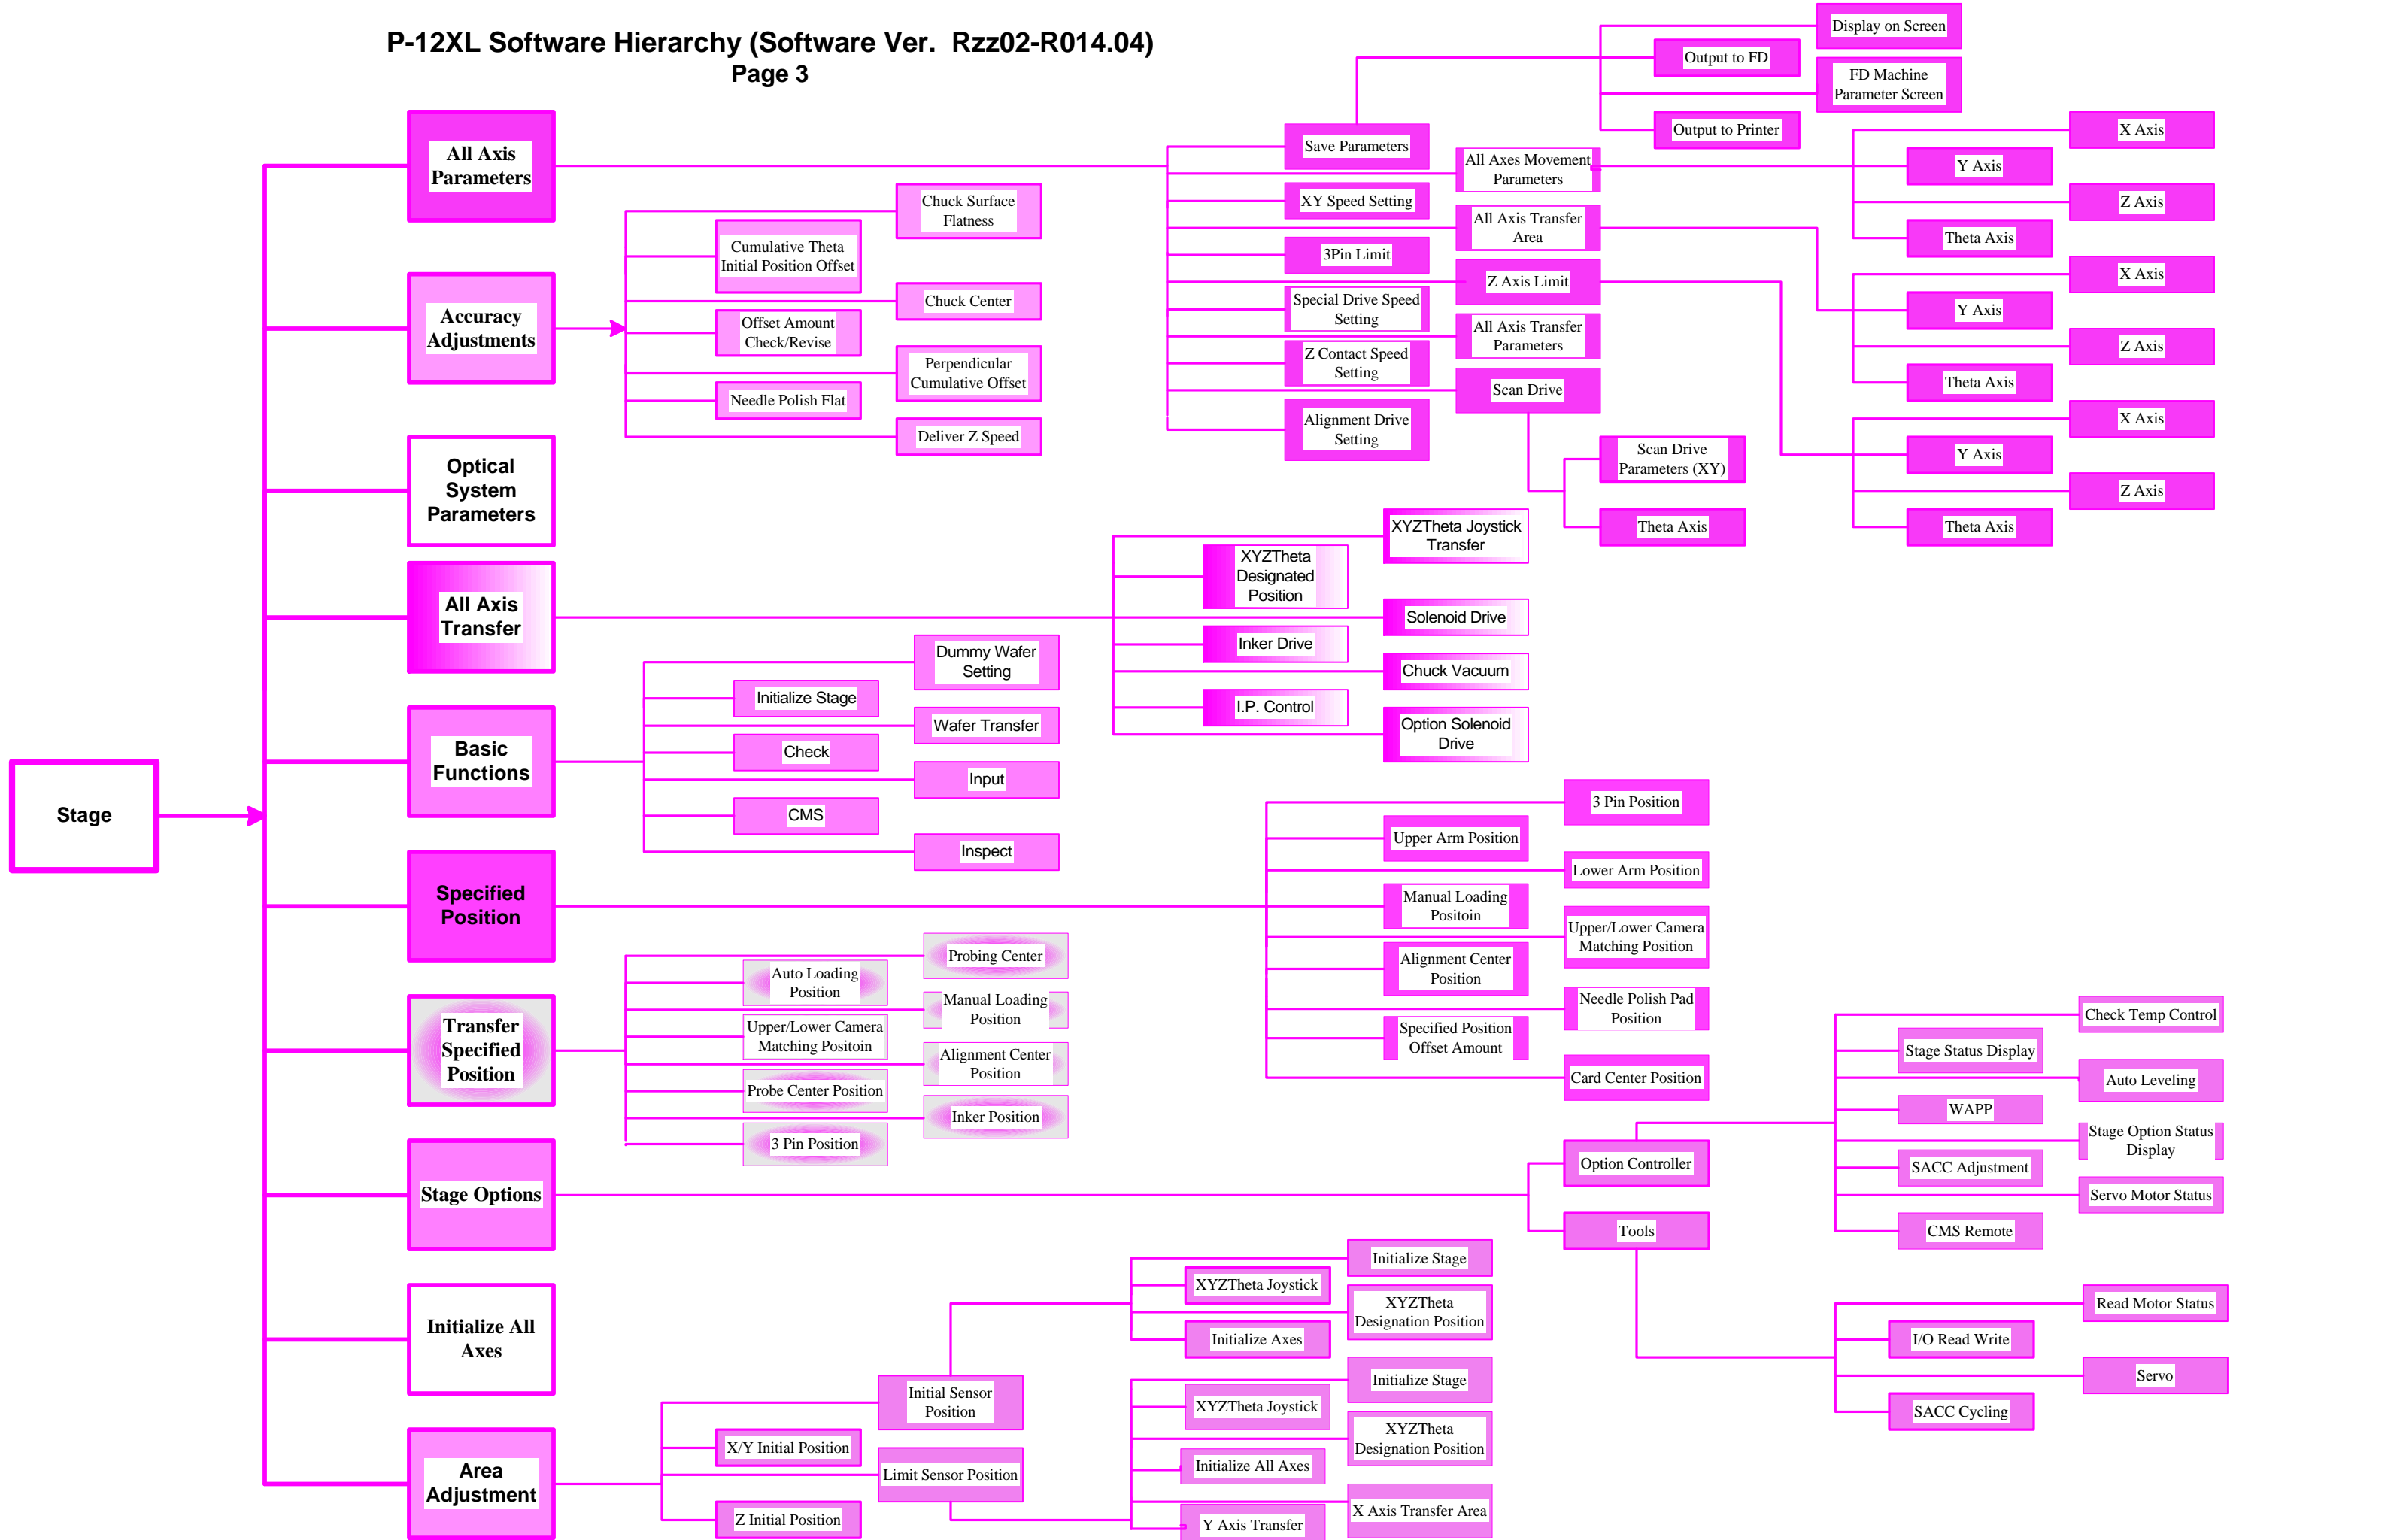 P-12XL Software Hierarchy (Software Ver. Rzz02-R014.04)
Page 3
Stage
All Axis
Parameters
Save Parameters
Display on Screen
Output to FD
FD Machine
Parameter Screen
Output to Printer
All Axes Movement
Parameters
X Axis
Y Axis
Z Axis
Theta Axis
XY Speed Setting
All Axis Transfer
Area
X Axis
Y Axis
Z Axis
Theta Axis
3Pin Limit
Z Axis Limit
X Axis
Y Axis
Z Axis
Theta Axis
Special Drive Speed
Setting
All Axis Transfer
Parameters
Z Contact Speed
Setting
Scan Drive
Scan Drive
Parameters (XY)
Theta Axis
Alignment Drive
Setting
Accuracy
Adjustments
Chuck Surface
Flatness
Cumulative Theta
Initial Position Offset
Chuck Center
Offset Amount
Check/Revise
Perpendicular
Cumulative Offset
Needle Polish Flat
Deliver Z Speed
Optical
System
Parameters
All Axis
Transfer
XYZTheta Joystick
Transfer
XYZTheta
Designated
Position
Solenoid Drive
Inker Drive
Chuck Vacuum
I.P. Control
Option Solenoid
Drive
Basic
Functions
Dummy Wafer
Setting
Initialize Stage
Wafer Transfer
Check
Input
CMS
Inspect
Specified
Position
3 Pin Position
Upper Arm Position
Lower Arm Position
Manual Loading
Positoin
Upper/Lower Camera
Matching Position
Alignment Center
Position
Needle Polish Pad
Position
Specified Position
Offset Amount
Card Center Position
Transfer
Specified
Position
Probing Center
Auto Loading
Position
Manual Loading
Position
Upper/Lower Camera
Matching Positoin
Alignment Center
Position
Probe Center Position
Inker Position
3 Pin Position
Stage Options
Option Controller
Check Temp Control
Stage Status Display
Auto Leveling
WAPP
Stage Option Status
Display
SACC Adjustment
Servo Motor Status
CMS Remote
Tools
Read Motor Status
I/O Read Write
Servo
SACC Cycling
Initialize All
Axes
Area
Adjustment
Initial Sensor
Position
Initialize Stage
XYZTheta Joystick
XYZTheta
Designation Position
Initialize Axes
X/Y Initial Position
Limit Sensor Position
Initialize Stage
XYZTheta Joystick
XYZTheta
Designation Position
Initialize All Axes
X Axis Transfer Area
Y Axis Transfer
Z Initial Position